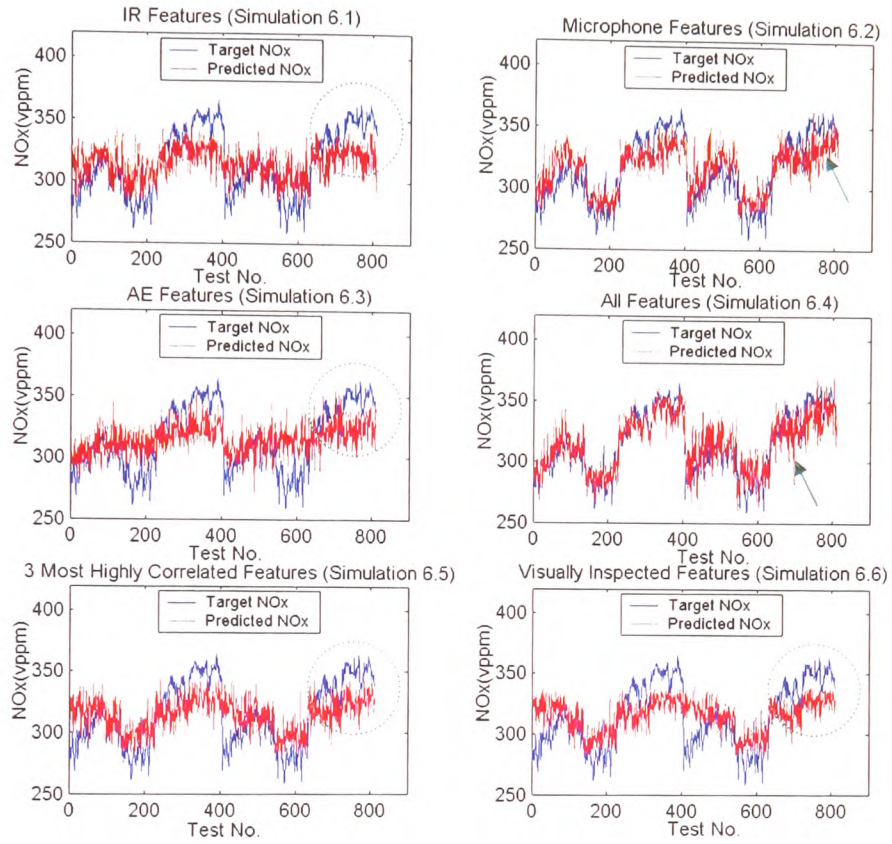 IR Features (Simulation 6.1)
Target NOx
Predicted NOx
NOx(vppm)
400
350
300
250
0
200
400
600
800
Test No.
Microphone Features (Simulation 6.2)
Target NOx
Predicted NOx
NOx(vppm)
400
350
300
250
0
200
400
600
800
Test No.
AE Features (Simulation 6.3)
Target NOx
Predicted NOx
NOx(vppm)
400
350
300
250
0
200
400
600
800
Test No.
All Features (Simulation 6.4)
Target NOx
Predicted NOx
NOx(vppm)
400
350
300
250
0
200
400
600
800
Test No.
3 Most Highly Correlated Features (Simulation 6.5)
Target NOx
Predicted NOx
NOx(vppm)
400
350
300
250
0
200
400
600
800
Test No.
Visually Inspected Features (Simulation 6.6)
Target NOx
Predicted NOx
NOx(vppm)
400
350
300
250
0
200
400
600
800
Test No.